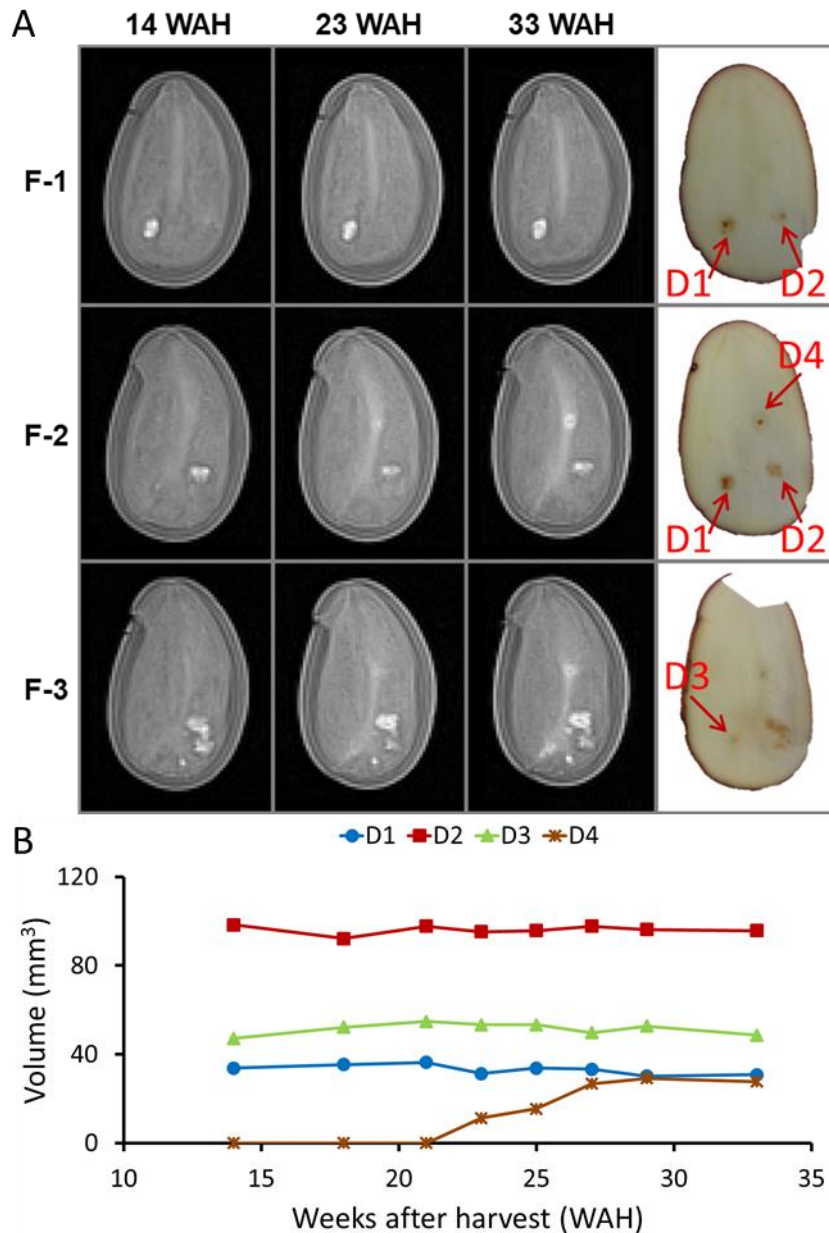 A
14 WAH 23 WAH 33 WAH
F-1
D1 D2
F-2
D4
D1 D2
F-3
D3
B
D1 D2 D3 D4
120
80
40
0
Volume (mm³)
10 15 20 25 30 35
Weeks after harvest (WAH)